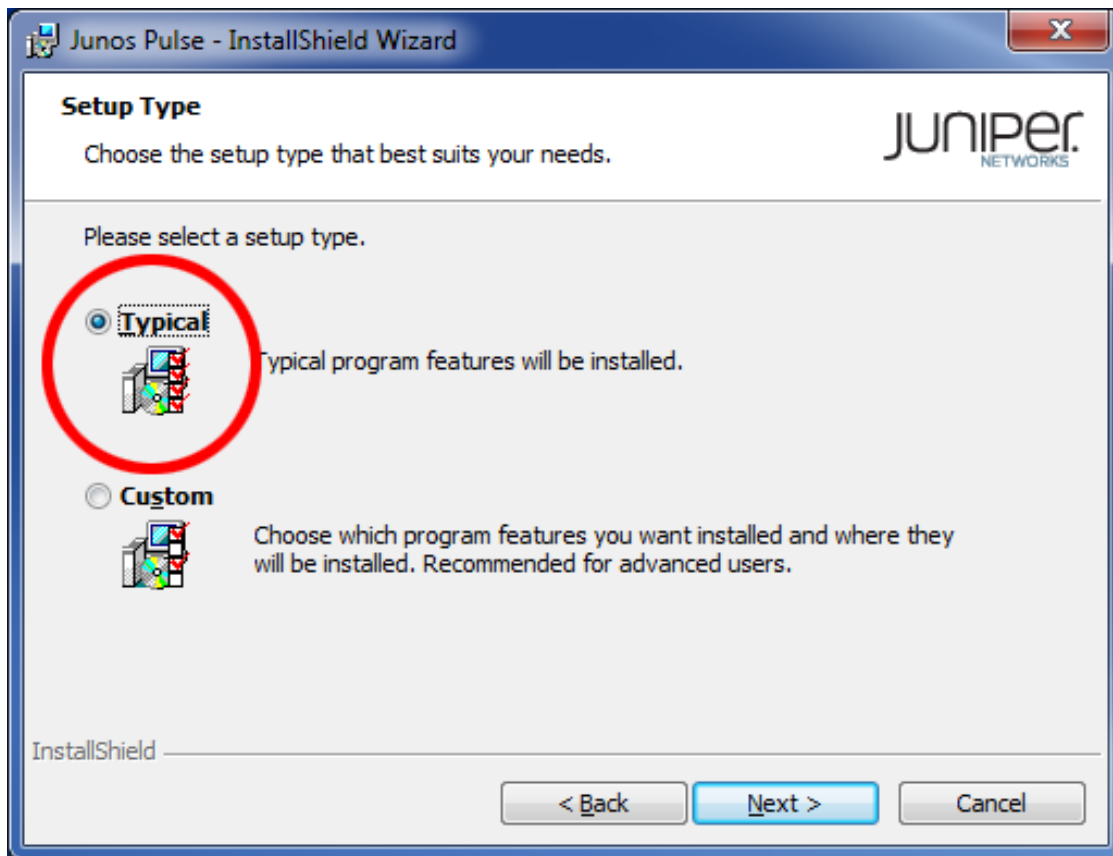 Junos Pulse - InstallShield Wizard
Setup Type
Choose the setup type that best suits your needs.
JUNIPER
NETWORKS
Please select a setup type.
Typical
Typical program features will be installed.
Custom
Choose which program features you want installed and where they
will be installed. Recommended for advanced users.
InstallShield
< Back
Next >
Cancel